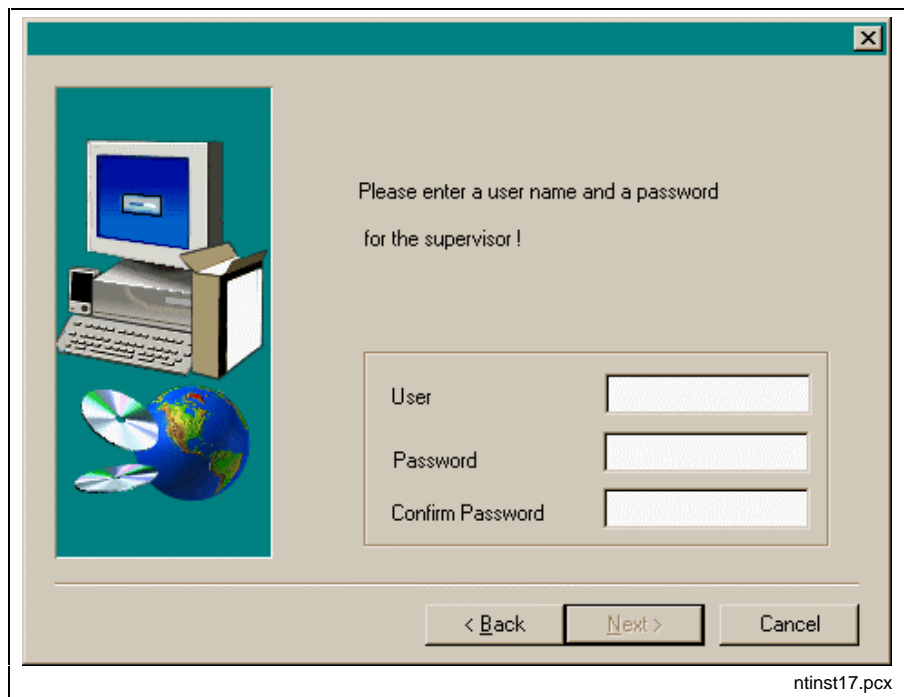 Please enter a user name and a password
for the supervisor !
User
Password
Confirm Password
< Back
Next >
Cancel
ntinst17.pcx